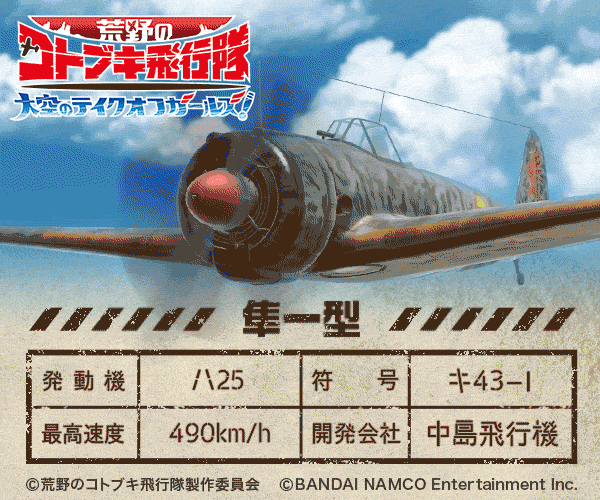 荒野の
コトブキ飛行隊
大空のテイクオフガールズ!
隼一型
発動機 ハ25 符号 キ43-I
最高速度 490km/h 開発会社 中島飛行機
©荒野のコトブキ飛行隊製作委員会 ©BANDAI NAMCO Entertainment Inc.